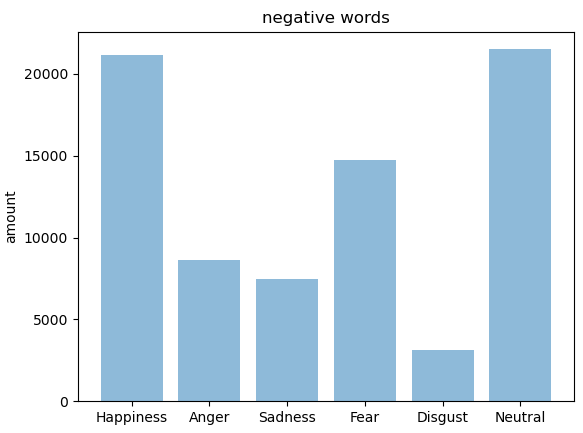 negative words
20000
15000
10000
5000
0
amount
Happiness Anger Sadness Fear Disgust Neutral